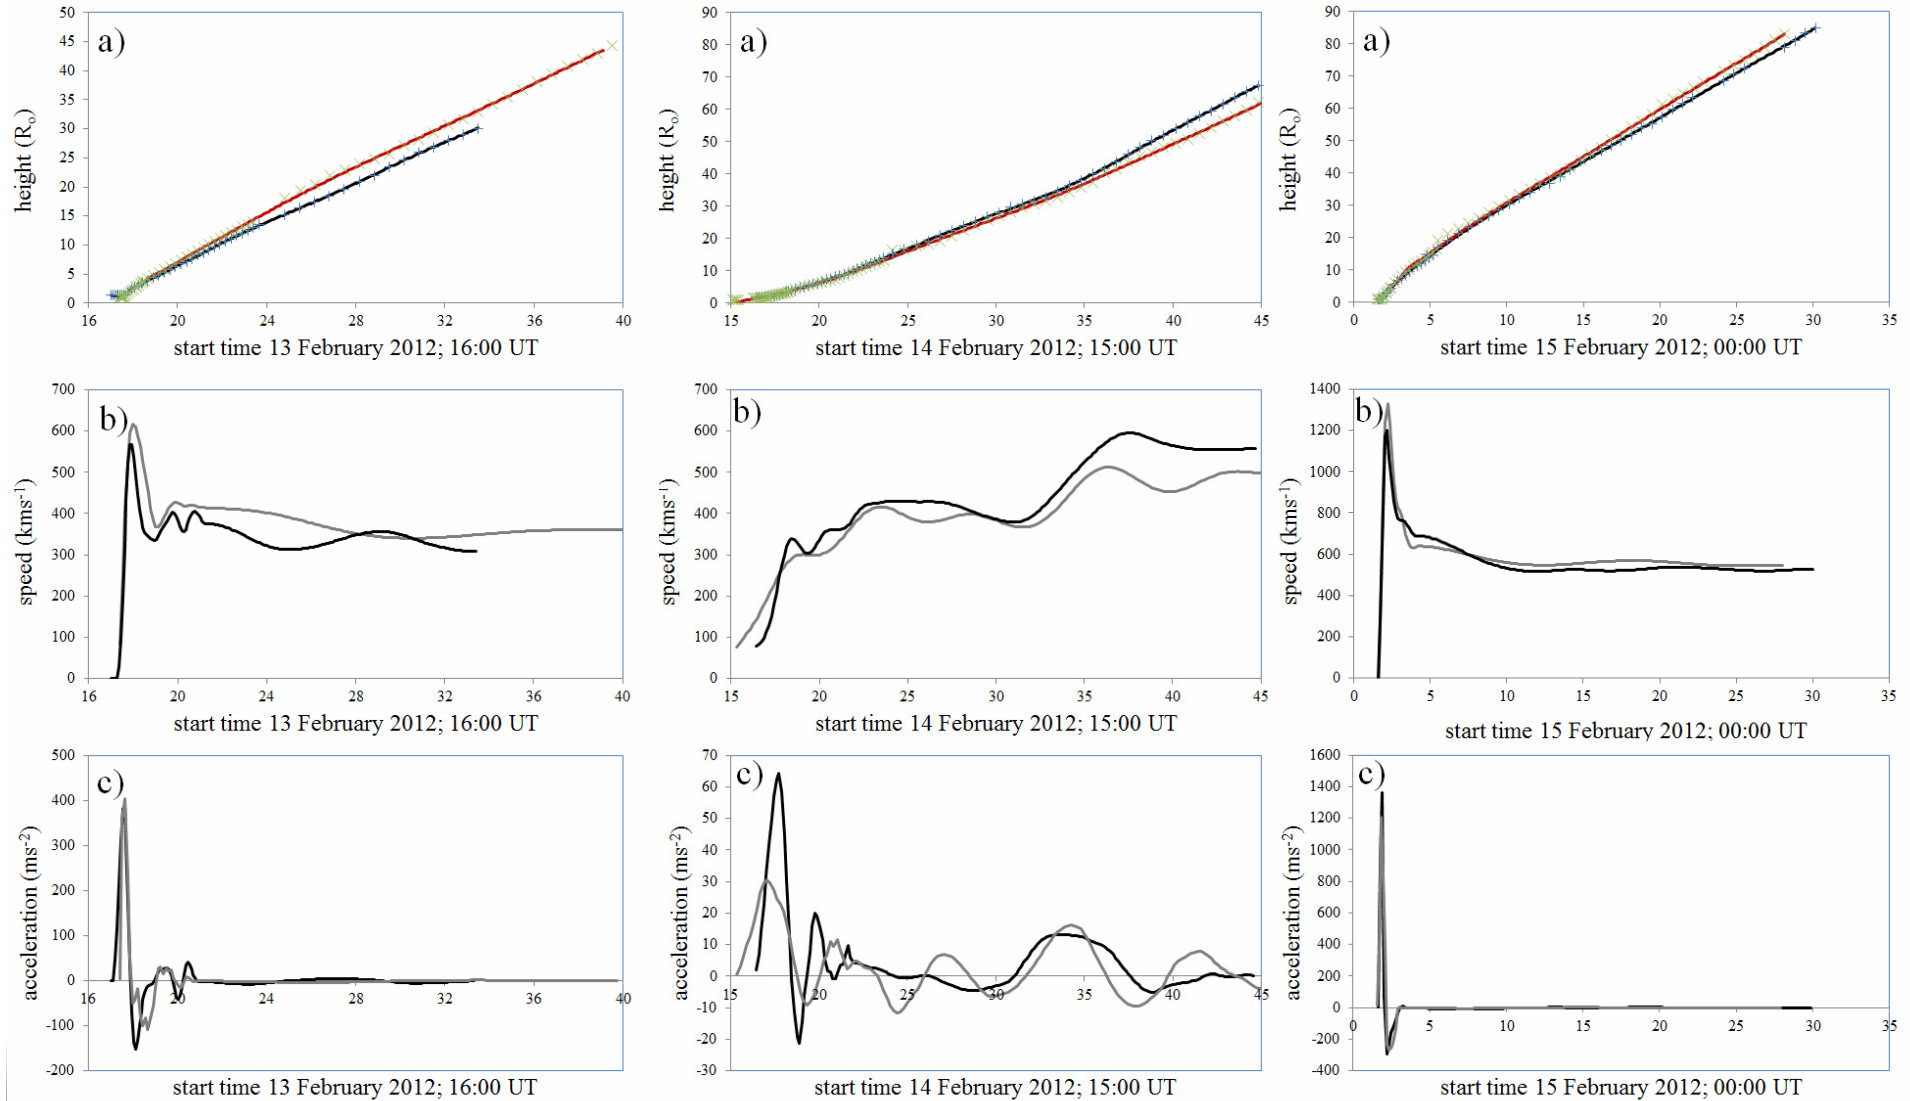 a)
height (Ro)
50
45
40
35
30
25
20
15
10
5
0
16 20 24 28 32 36 40
start time 13 February 2012; 16:00 UT
a)
height (Ro)
90
80
70
60
50
40
30
20
10
0
15 20 25 30 35 40 45
start time 14 February 2012; 15:00 UT
a)
height (Ro)
90
80
70
60
50
40
30
20
10
0
0 5 10 15 20 25 30 35
start time 15 February 2012; 00:00 UT
b)
speed (kms-1)
700
600
500
400
300
200
100
0
16 20 24 28 32 36 40
start time 13 February 2012; 16:00 UT
b)
speed (kms-1)
700
600
500
400
300
200
100
0
15 20 25 30 35 40 45
start time 14 February 2012; 15:00 UT
b)
speed (kms-1)
1400
1200
1000
800
600
400
200
0
0 5 10 15 20 25 30 35
start time 15 February 2012; 00:00 UT
c)
acceleration (ms-2)
500
400
300
200
100
0
-100
-200
16 20 24 28 32 36 40
start time 13 February 2012; 16:00 UT
c)
acceleration (ms-2)
70
60
50
40
30
20
10
0
-10
-20
-30
15 20 25 30 35 40 45
start time 14 February 2012; 15:00 UT
c)
acceleration (ms-2)
1600
1400
1200
1000
800
600
400
200
0
-200
-400
0 5 10 15 20 25 30 35
start time 15 February 2012; 00:00 UT